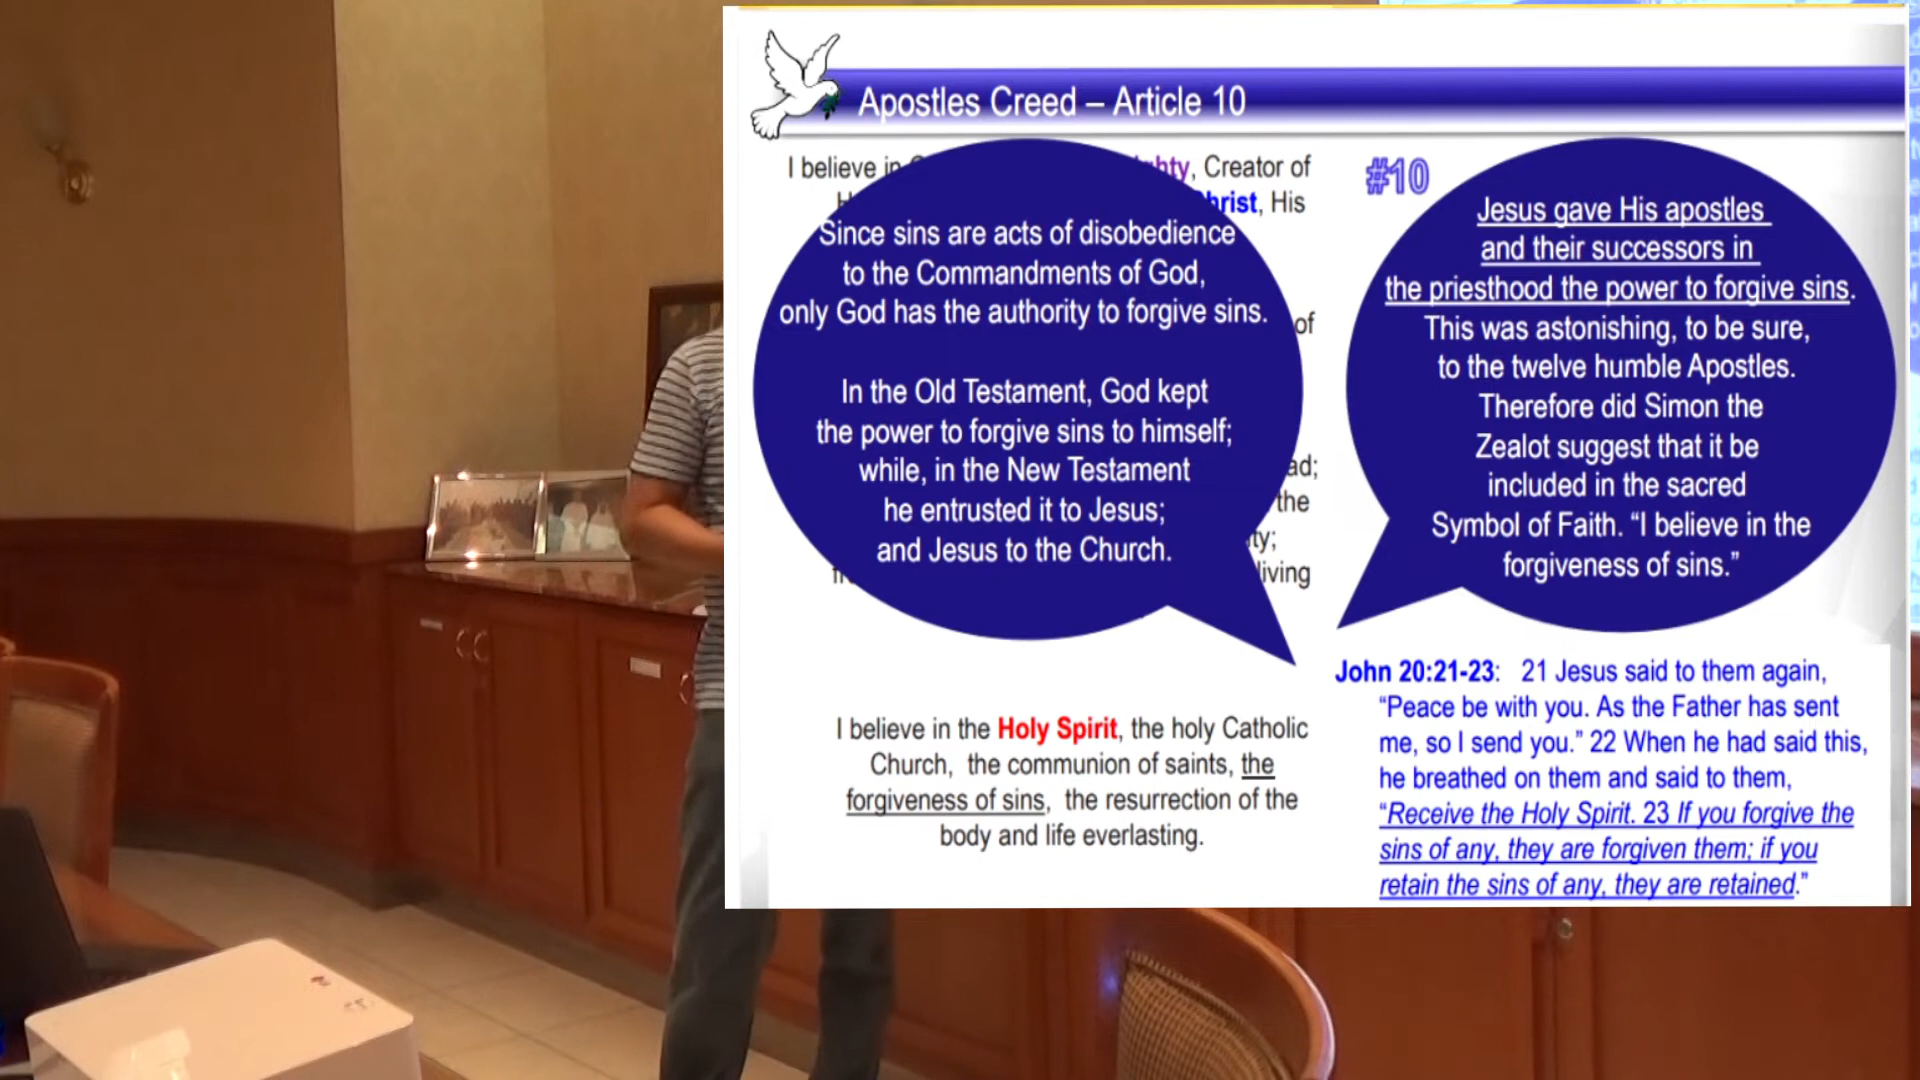 Apostles Creed – Article 10
I believe in
hty, Creator of
hrist, His
of
ad;
the
ty;
living
Since sins are acts of disobedience
to the Commandments of God,
only God has the authority to forgive sins.
In the Old Testament, God kept
the power to forgive sins to himself;
while, in the New Testament
he entrusted it to Jesus;
and Jesus to the Church.
I believe in the Holy Spirit, the holy Catholic
Church, the communion of saints, the
forgiveness of sins, the resurrection of the
body and life everlasting.
#10
Jesus gave His apostles
and their successors in
the priesthood the power to forgive sins.
This was astonishing, to be sure,
to the twelve humble Apostles.
Therefore did Simon the
Zealot suggest that it be
included in the sacred
Symbol of Faith. “I believe in the
forgiveness of sins.”
John 20:21-23: 21 Jesus said to them again,
“Peace be with you. As the Father has sent
me, so I send you.” 22 When he had said this,
he breathed on them and said to them,
“Receive the Holy Spirit. 23 If you forgive the
sins of any, they are forgiven them; if you
retain the sins of any, they are retained.”